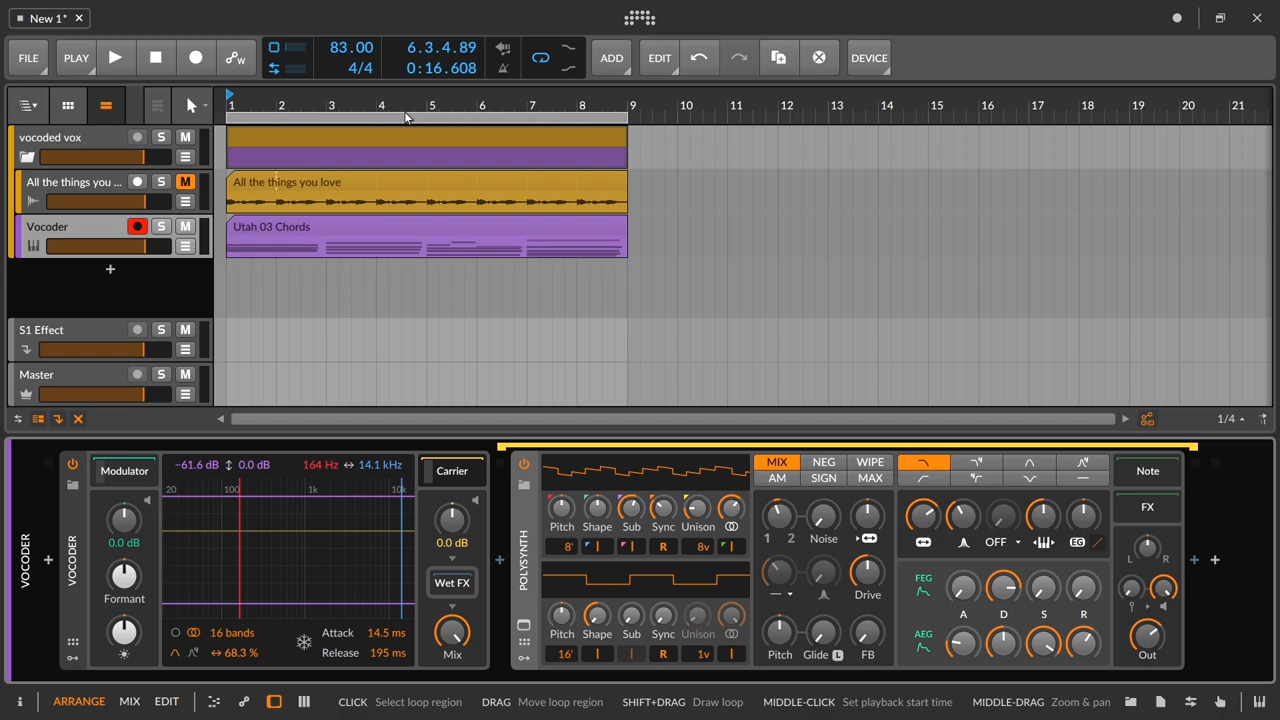 New 1*
FILE PLAY 83.00 4/4 6.3.4.89 0:16.608 ADD EDIT DEVICE
1 2 3 4 5 6 7 8 9 10 11 12 13 14 15 16 17 18 19 20 21
vocoded vox S M
All the things you ... S M
All the things you love
Vocoder S M
Utah 03 Chords
S1 Effect S M
Master S M
1/4
VOCODER
VOCODER
Modulator
0.0 dB
Formant
-61.6 dB 0.0 dB 164 Hz 14.1 kHz
20 100 1k 10k
16 bands Attack 14.5 ms
68.3 % Release 195 ms
Carrier
0.0 dB
Wet FX
Mix
POLYSYNTH
Pitch Shape Sub Sync Unison
8' R 8v
Pitch Shape Sub Sync Unison
16' R 1v
MIX NEG WIPE
AM SIGN MAX
1 2 Noise
Drive
Pitch Glide L FB
OFF EG
FEG
A D S R
AEG
Note
FX
L R
Out
ARRANGE MIX EDIT CLICK Select loop region DRAG Move loop region SHIFT+DRAG Draw loop MIDDLE-CLICK Set playback start time MIDDLE-DRAG Zoom & pan